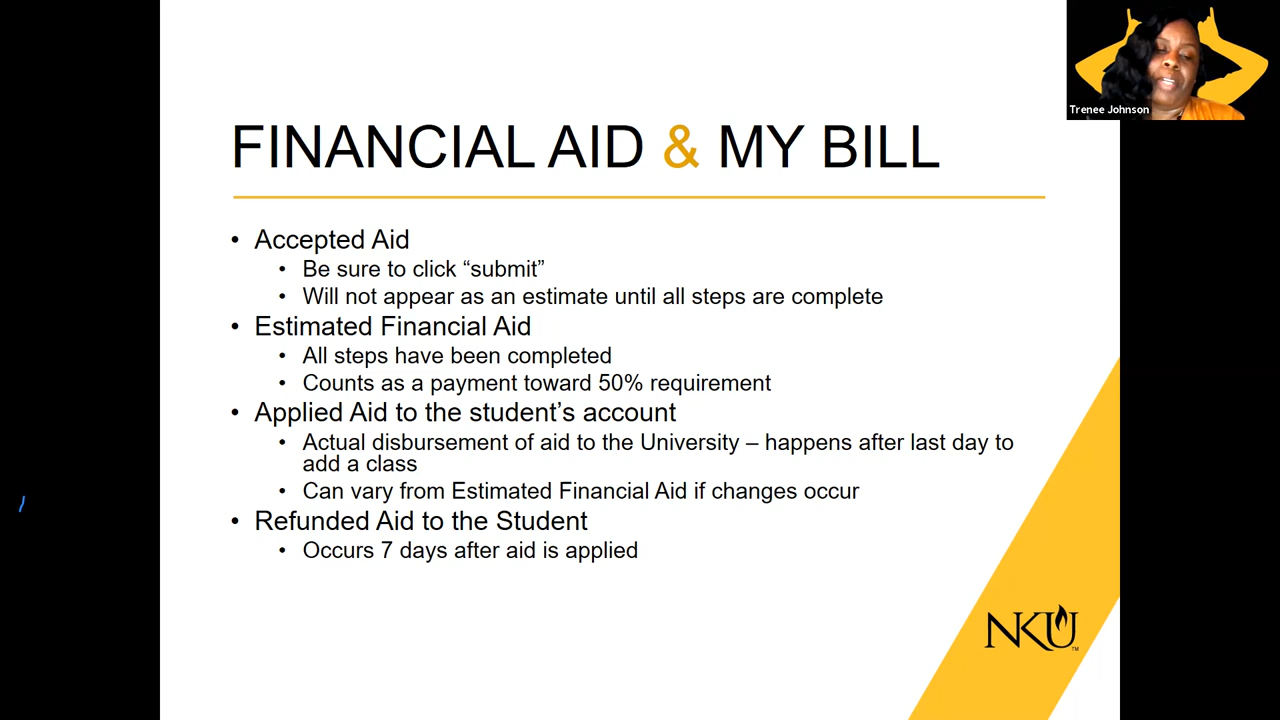 Trenee Johnson
FINANCIAL AID & MY BILL
• Accepted Aid
• Be sure to click “submit”
• Will not appear as an estimate until all steps are complete
• Estimated Financial Aid
• All steps have been completed
• Counts as a payment toward 50% requirement
• Applied Aid to the student’s account
• Actual disbursement of aid to the University – happens after last day to
add a class
• Can vary from Estimated Financial Aid if changes occur
• Refunded Aid to the Student
• Occurs 7 days after aid is applied
NKU™